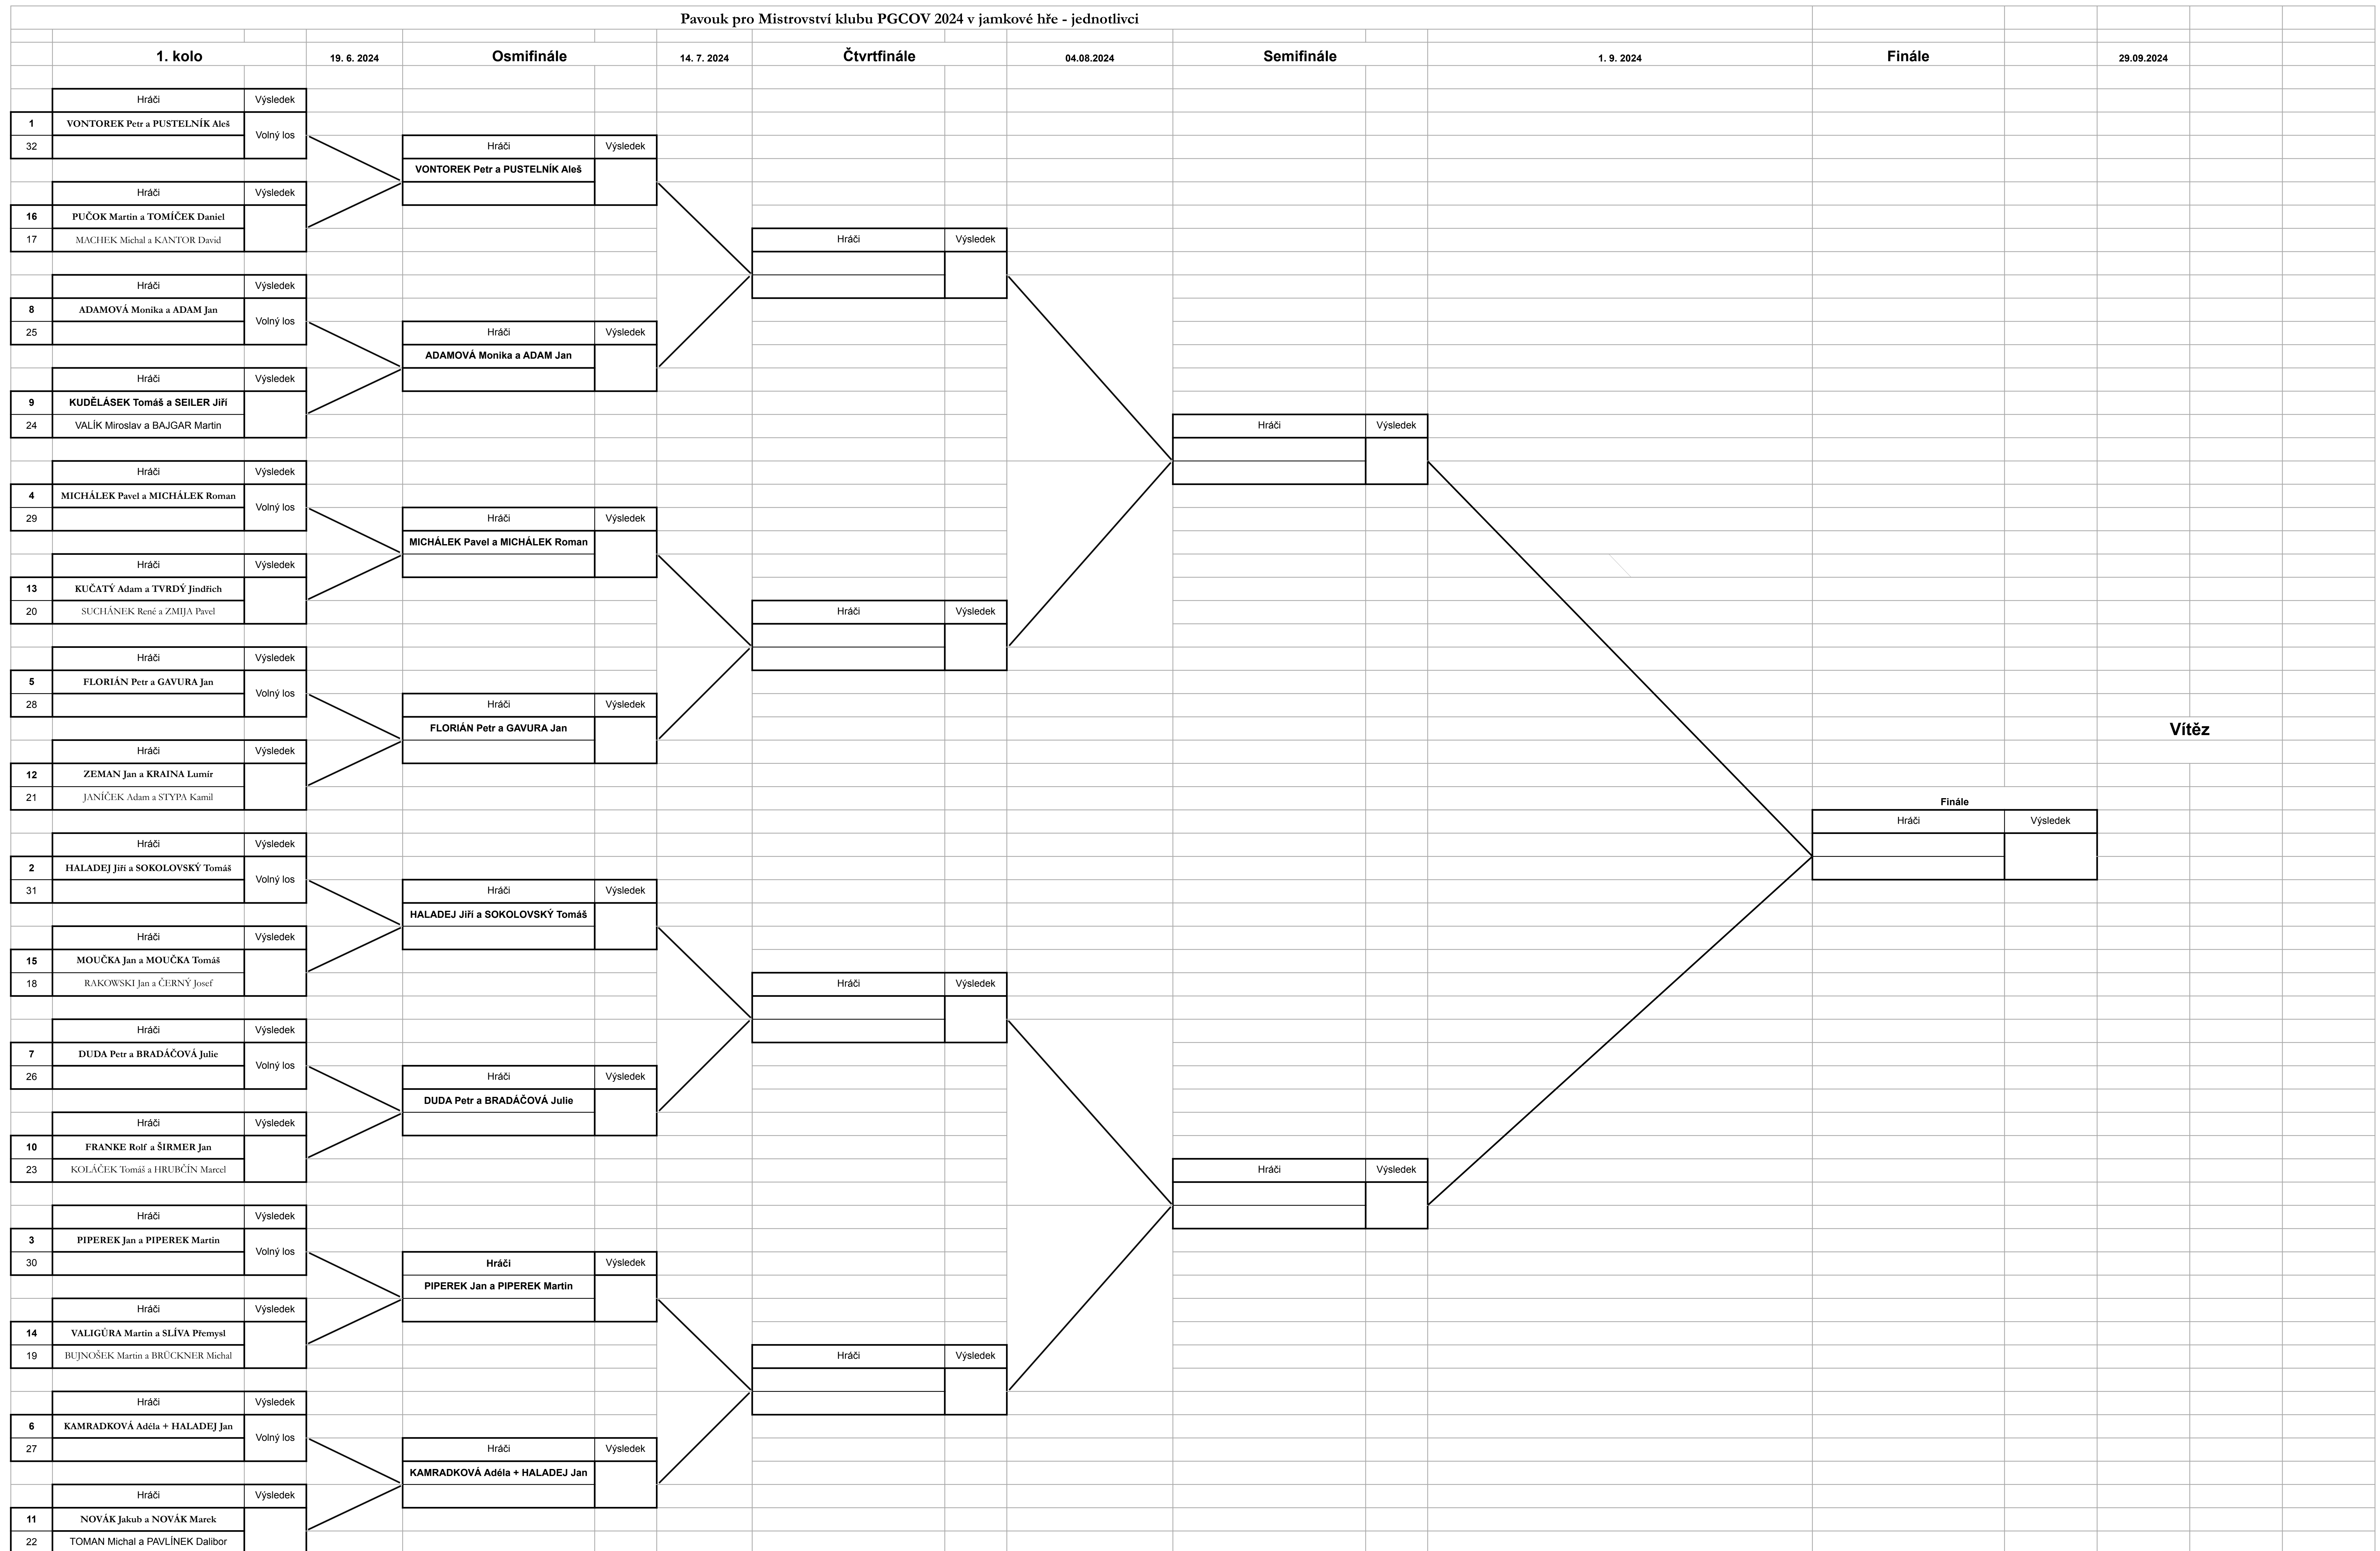 Pavouk pro Mistrovství klubu PGCOV 2024 v jamkové hře - jednotlivci
1. kolo 19. 6. 2024 Osmifinále 14. 7. 2024 Čtvrtfinále 04.08.2024 Semifinále 1. 9. 2024 Finále 29.09.2024
Hráči Výsledek
1 VONTOREK Petr a PUSTELNÍK Aleš
Volný los
32
Hráči Výsledek
16 PUČOK Martin a TOMÍČEK Daniel
17 MACHEK Michal a KANTOR David
Hráči Výsledek
8 ADAMOVÁ Monika a ADAM Jan
Volný los
25
Hráči Výsledek
9 KUDĚLÁSEK Tomáš a SEILER Jiří
24 VALÍK Miroslav a BAJGAR Martin
Hráči Výsledek
4 MICHÁLEK Pavel a MICHÁLEK Roman
Volný los
29
Hráči Výsledek
13 KUČATÝ Adam a TVRDÝ Jindřich
20 SUCHÁNEK René a ZMIJA Pavel
Hráči Výsledek
5 FLORIÁN Petr a GAVURA Jan
Volný los
28
Hráči Výsledek
12 ZEMAN Jan a KRAINA Lumír
21 JANÍČEK Adam a STYPA Kamil
Hráči Výsledek
2 HALADEJ Jiří a SOKOLOVSKÝ Tomáš
Volný los
31
Hráči Výsledek
15 MOUČKA Jan a MOUČKA Tomáš
18 RAKOWSKI Jan a ČERNÝ Josef
Hráči Výsledek
7 DUDA Petr a BRADÁČOVÁ Julie
Volný los
26
Hráči Výsledek
10 FRANKE Rolf a ŠIRMER Jan
23 KOLÁČEK Tomáš a HRUBČÍN Marcel
Hráči Výsledek
3 PIPEREK Jan a PIPEREK Martin
Volný los
30
Hráči Výsledek
14 VALIGÚRA Martin a SLÍVA Přemysl
19 BUJNOŠEK Martin a BRÜCKNER Michal
Hráči Výsledek
6 KAMRADKOVÁ Adéla + HALADEJ Jan
Volný los
27
Hráči Výsledek
11 NOVÁK Jakub a NOVÁK Marek
22 TOMAN Michal a PAVLÍNEK Dalibor
Hráči Výsledek
VONTOREK Petr a PUSTELNÍK Aleš
Hráči Výsledek
ADAMOVÁ Monika a ADAM Jan
Hráči Výsledek
MICHÁLEK Pavel a MICHÁLEK Roman
Hráči Výsledek
FLORIÁN Petr a GAVURA Jan
Hráči Výsledek
HALADEJ Jiří a SOKOLOVSKÝ Tomáš
Hráči Výsledek
DUDA Petr a BRADÁČOVÁ Julie
Hráči Výsledek
PIPEREK Jan a PIPEREK Martin
Hráči Výsledek
KAMRADKOVÁ Adéla + HALADEJ Jan
Hráči Výsledek
Hráči Výsledek
Hráči Výsledek
Hráči Výsledek
Hráči Výsledek
Hráči Výsledek
Vítěz
Finále
Hráči Výsledek